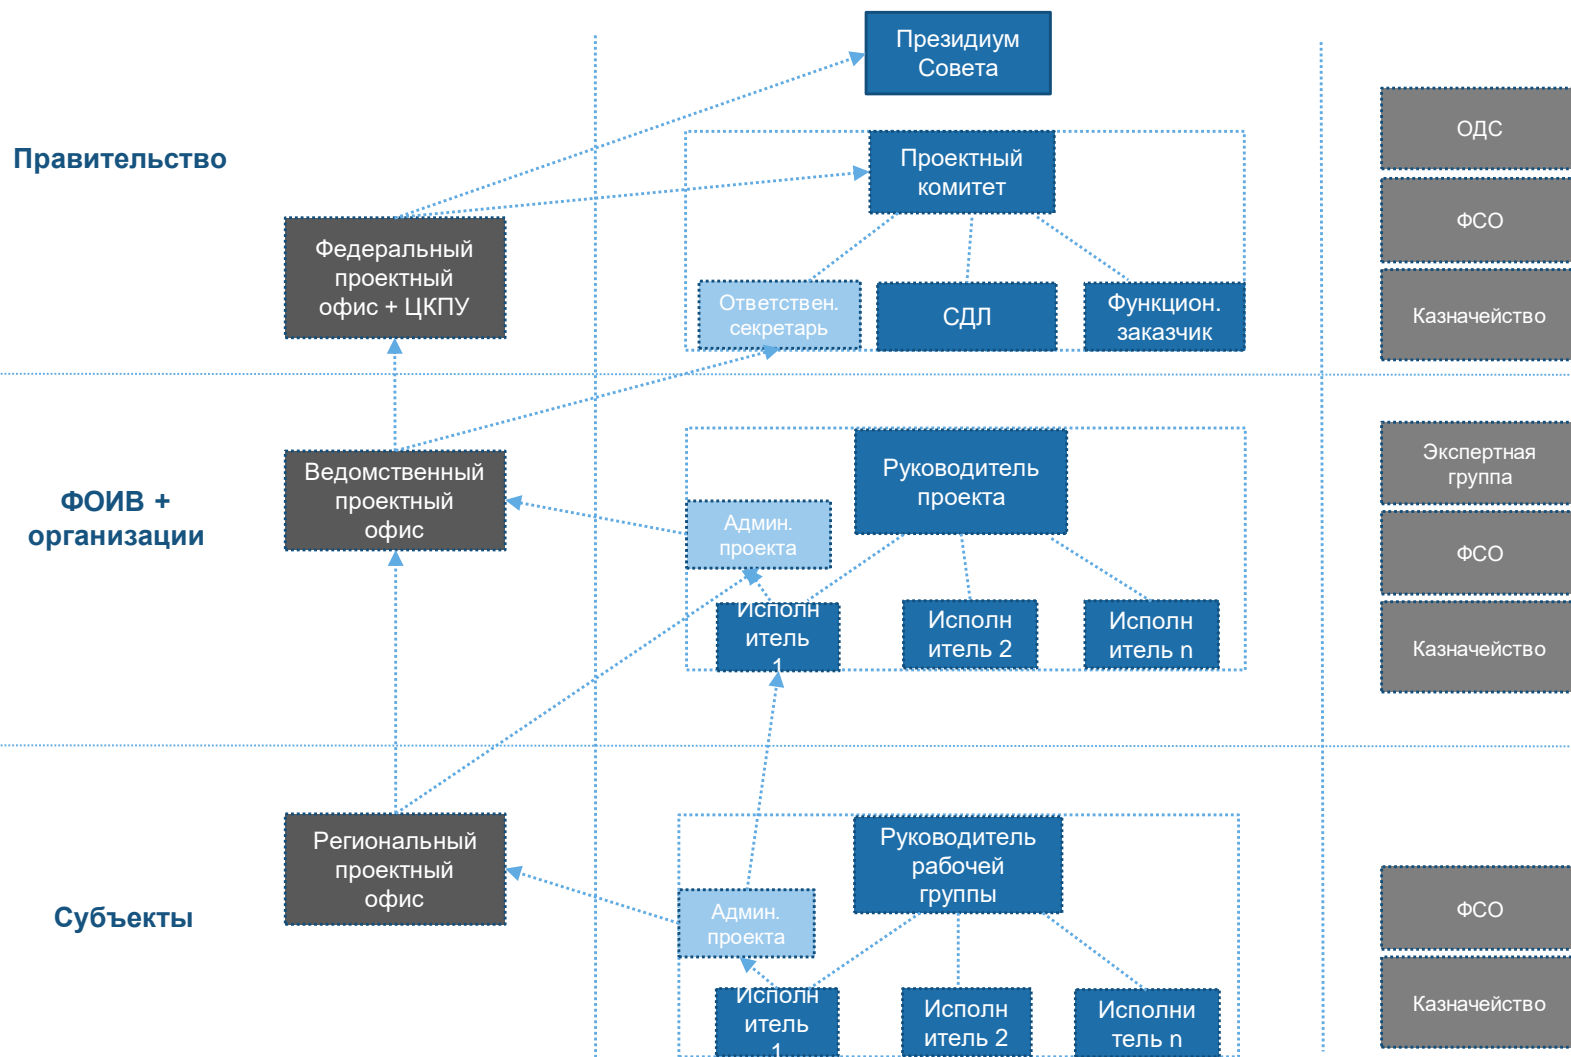 Президиум
Совета
Правительство
Проектный
комитет
Федеральный
проектный
офис + ЦКПУ
Ответствен.
секретарь
СДЛ
Функцион.
заказчик
ОДС
ФСО
Казначейство
ФОИВ +
организации
Ведомственный
проектный
офис
Руководитель
проекта
Админ.
проекта
Исполн
итель
1
Исполн
итель 2
Исполн
итель n
Экспертная
группа
ФСО
Казначейство
Субъекты
Региональный
проектный
офис
Руководитель
рабочей
группы
Админ.
проекта
Исполн
итель
1
Исполн
итель 2
Исполни
тель n
ФСО
Казначейство